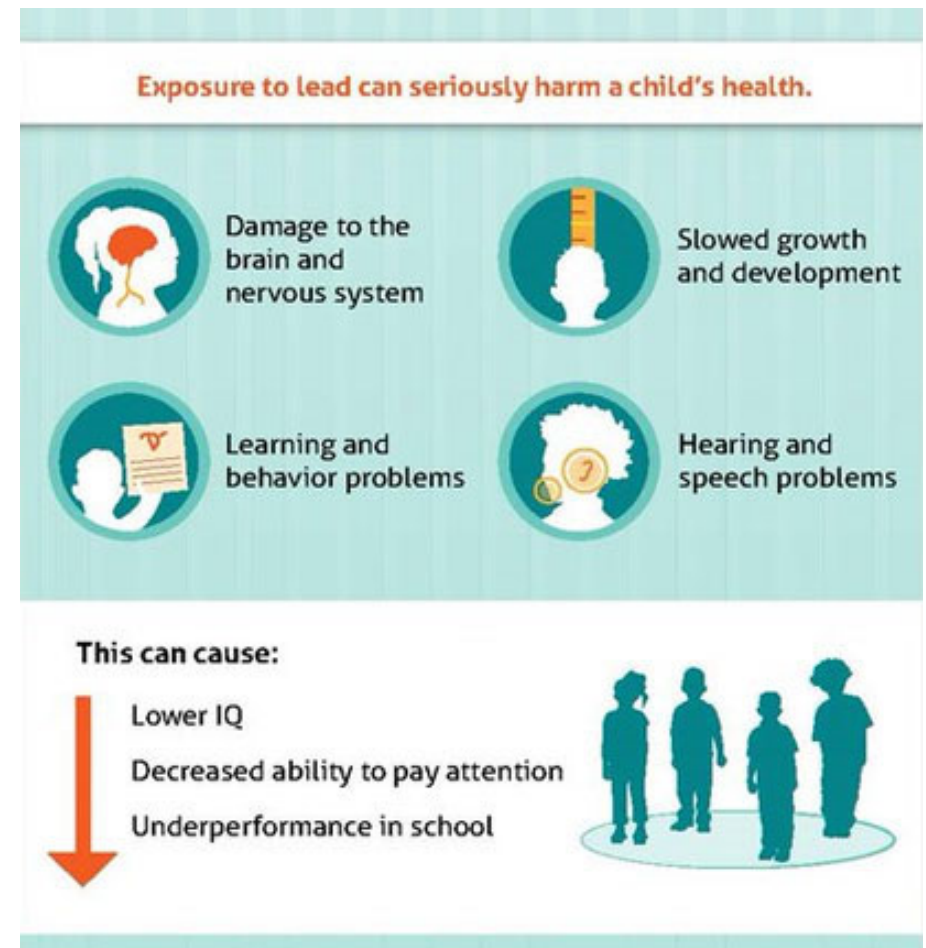 Exposure to lead can seriously harm a child's health.
Damage to the
brain and
nervous system
Slowed growth
and development
Learning and
behavior problems
Hearing and
speech problems
This can cause:
Lower IQ
Decreased ability to pay attention
Underperformance in school